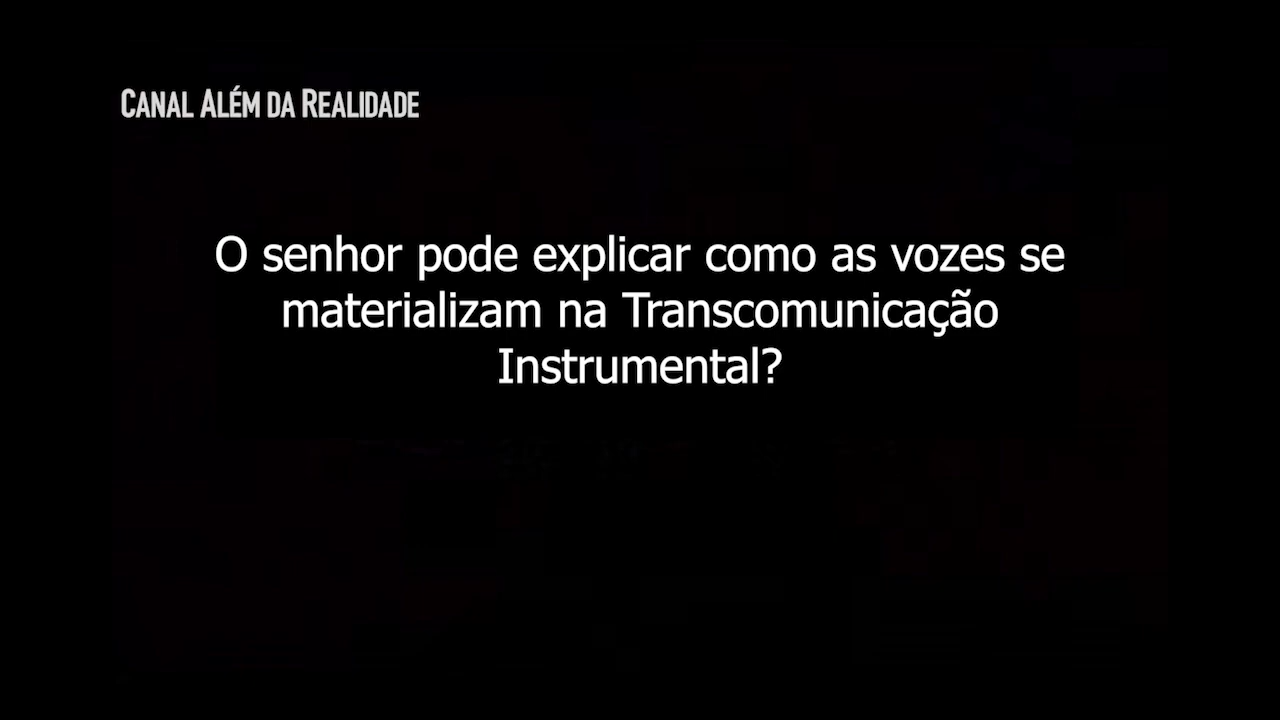 CANAL ALÉM DA REALIDADE
O senhor pode explicar como as vozes se
materializam na Transcomunicação
Instrumental?